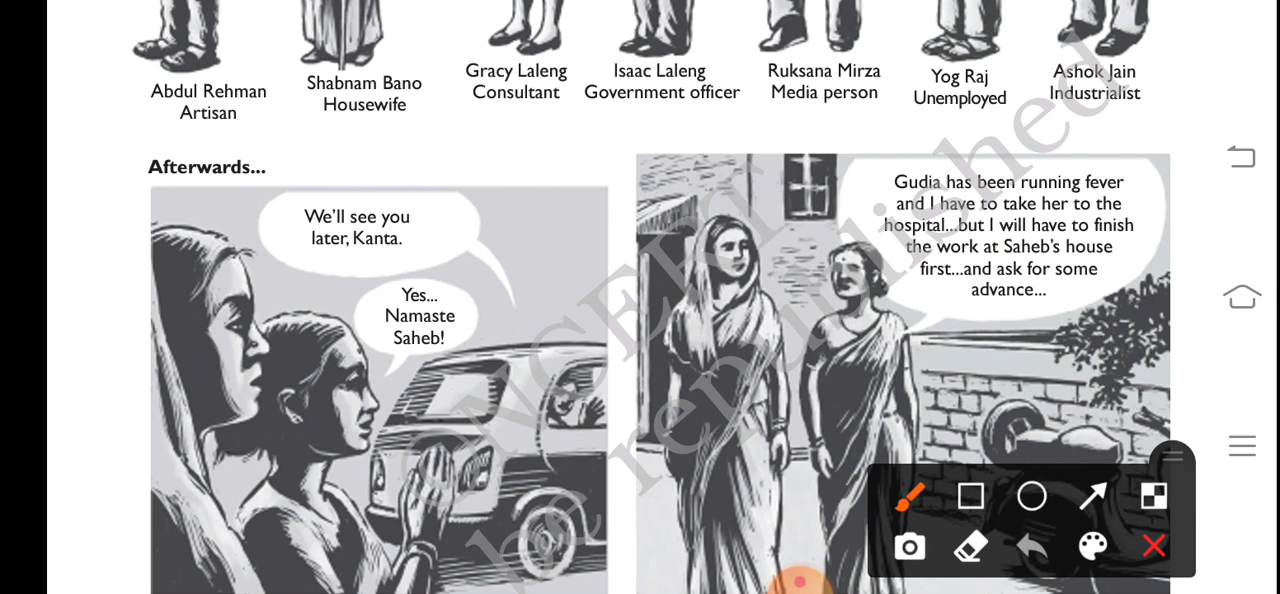 Abdul Rehman
Artisan
Shabnam Bano
Housewife
Gracy Laleng
Consultant
Isaac Laleng
Government officer
Ruksana Mirza
Media person
Yog Raj
Unemployed
Ashok Jain
Industrialist
Afterwards...
We'll see you
later, Kanta.
Yes...
Namaste
Saheb!
Gudia has been running fever
and I have to take her to the
hospital...but I will have to finish
the work at Saheb's house
first...and ask for some
advance...
NCERT
be republished